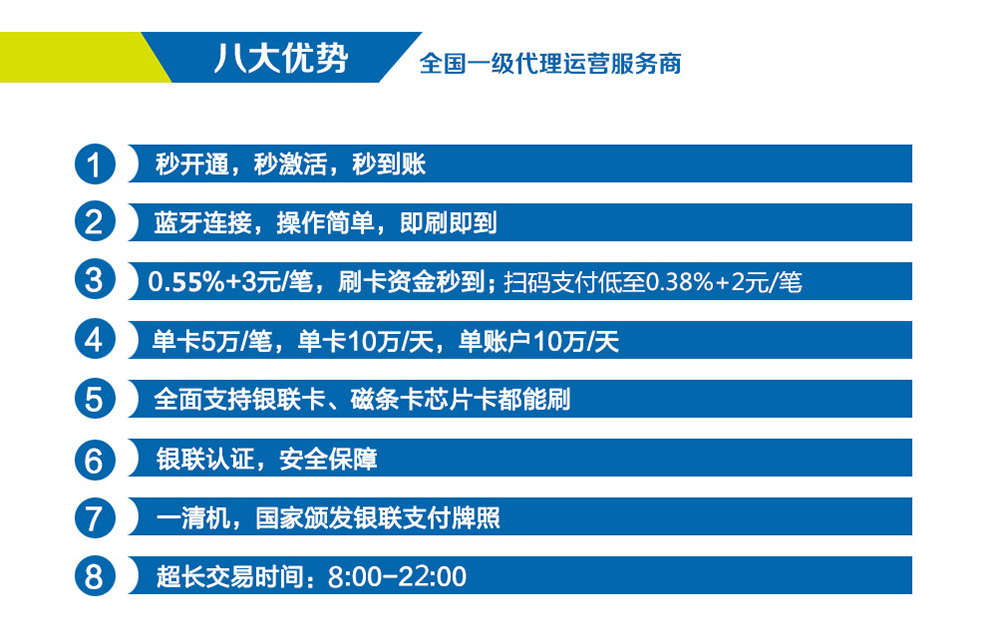 八大优势
全国一级代理运营服务商
1 秒开通，秒激活，秒到账
2 蓝牙连接，操作简单，即刷即到
3 0.55%+3元/笔，刷卡资金秒到；扫码支付低至0.38%+2元/笔
4 单卡5万/笔，单卡10万/天，单账户10万/天
5 全面支持银联卡、磁条卡芯片卡都能刷
6 银联认证，安全保障
7 一清机，国家颁发银联支付牌照
8 超长交易时间：8:00-22:00